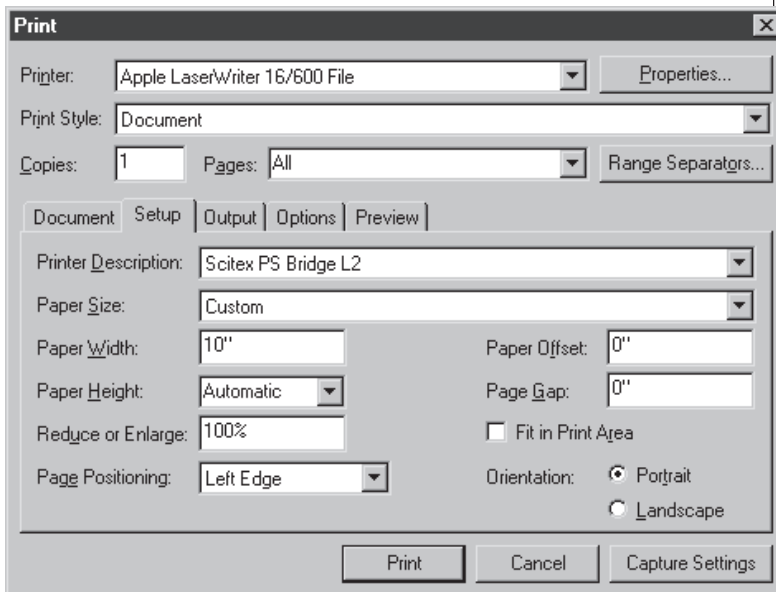 Print
Printer: Apple LaserWriter 16/600 File Properties...
Print Style: Document
Copies: 1 Pages: All Range Separators...
Document Setup Output Options Preview
Printer Description: Scitex PS Bridge L2
Paper Size: Custom
Paper Width: 10" Paper Offset: 0"
Paper Height: Automatic Page Gap: 0"
Reduce or Enlarge: 100% Fit in Print Area
Page Positioning: Left Edge Orientation: Portrait
Landscape
Print Cancel Capture Settings